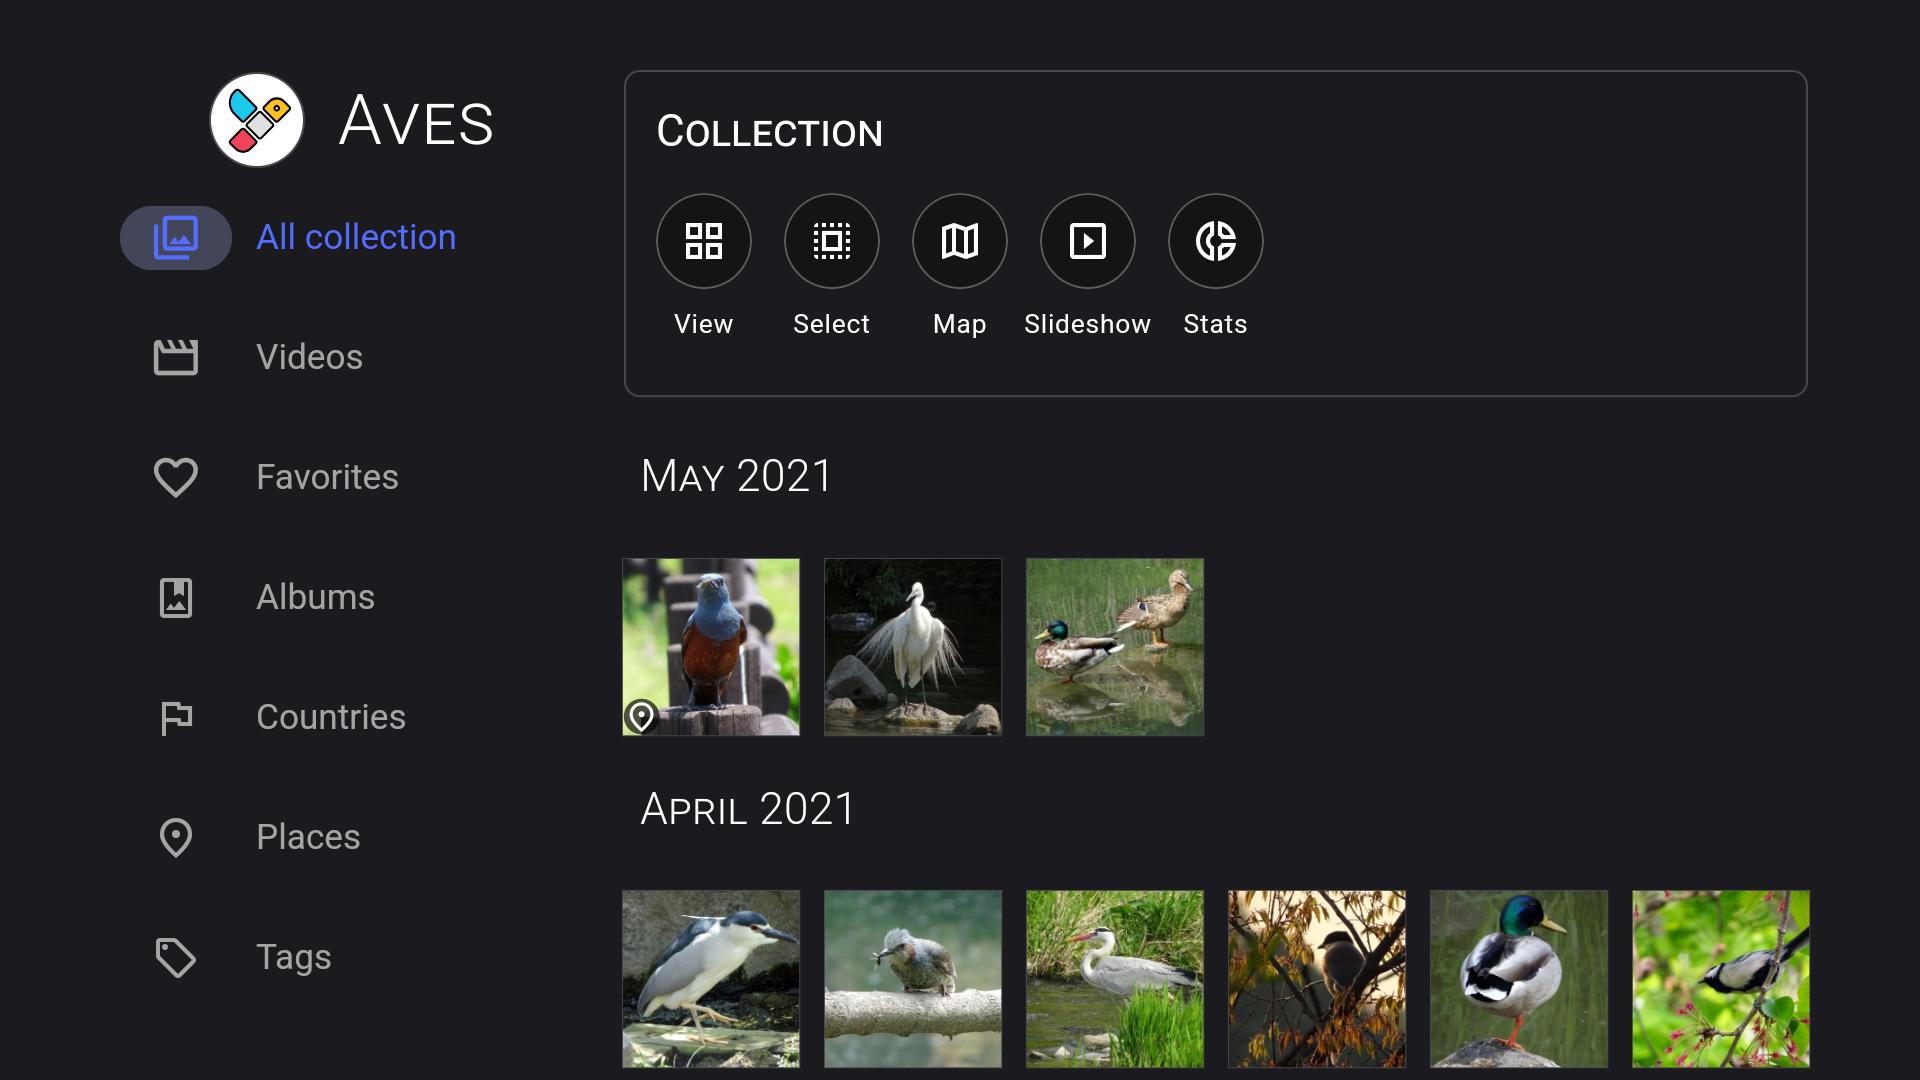 AVES
All collection
Videos
Favorites
Albums
Countries
Places
Tags
COLLECTION
View
Select
Map
Slideshow
Stats
MAY 2021
APRIL 2021